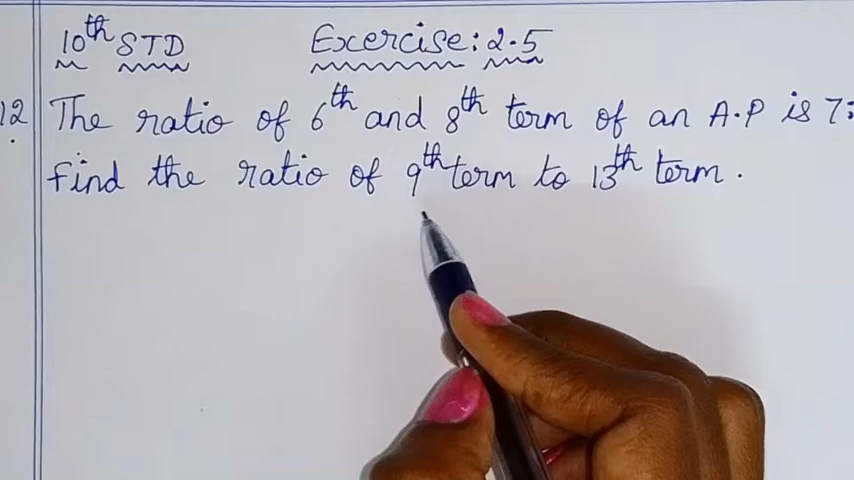 10th STD Exercise: 2.5
12. The ratio of 6th and 8th term of an A.P is 7:
find the ratio of 9th term to 13th term.